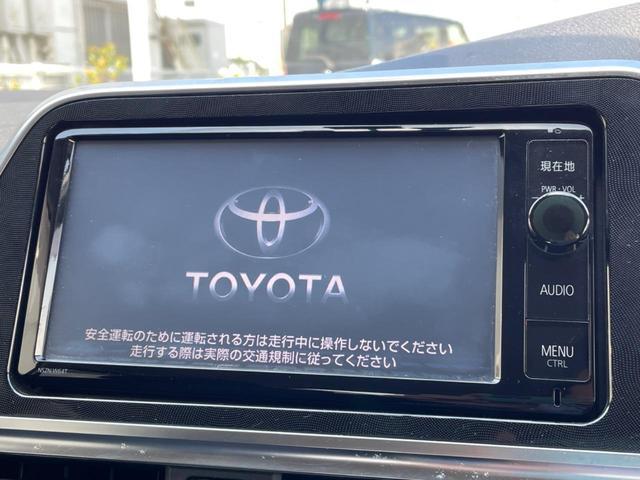 現在地
PWR・VOL
TOYOTA
AUDIO
安全運転のために運転される方は走行中に操作しないでください
走行する際は実際の交通規制に従ってください
MENU
CTRL
NSZN-W64T